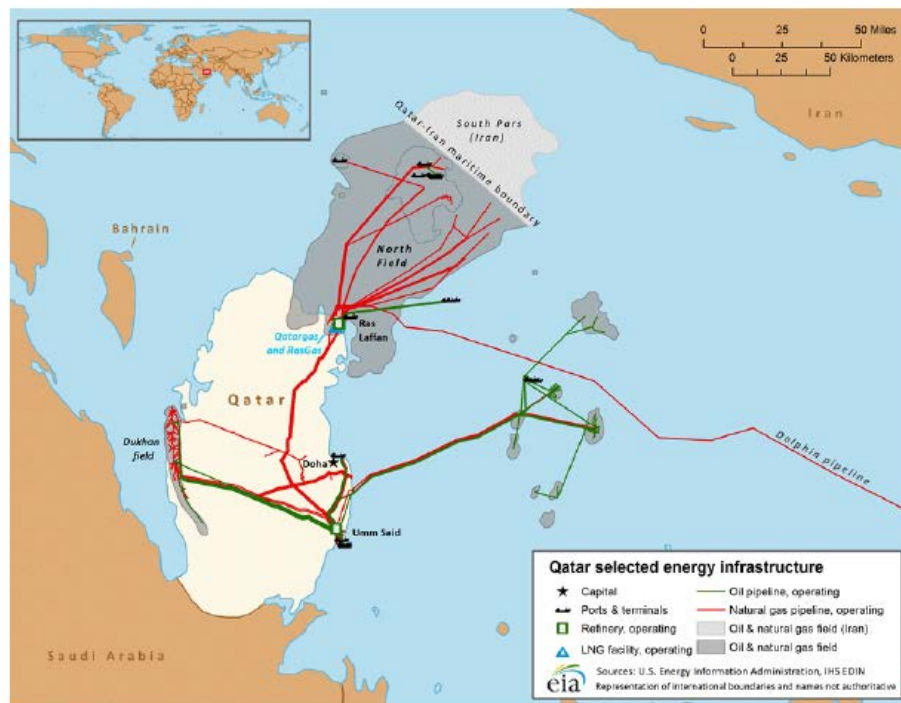 0 25 50 Miles
0 25 50 Kilometers
Iran
South Pars
(Iran)
Qatar-Iran maritime boundary
Bahrain
North
Field
Ras
Laffan
Qatargas
and RasGas
Qatar
Dukhan
field
Doha
Dolphin pipeline
Umm Said
Saudi Arabia
Qatar selected energy infrastructure
Capital
Ports & terminals
Refinery, operating
LNG facility, operating
Oil pipeline, operating
Natural gas pipeline, operating
Oil & natural gas field (Iran)
Oil & natural gas field
eia
Sources: U.S. Energy Information Administration, IHS EDIN
Representation of international boundaries and names not authoritative